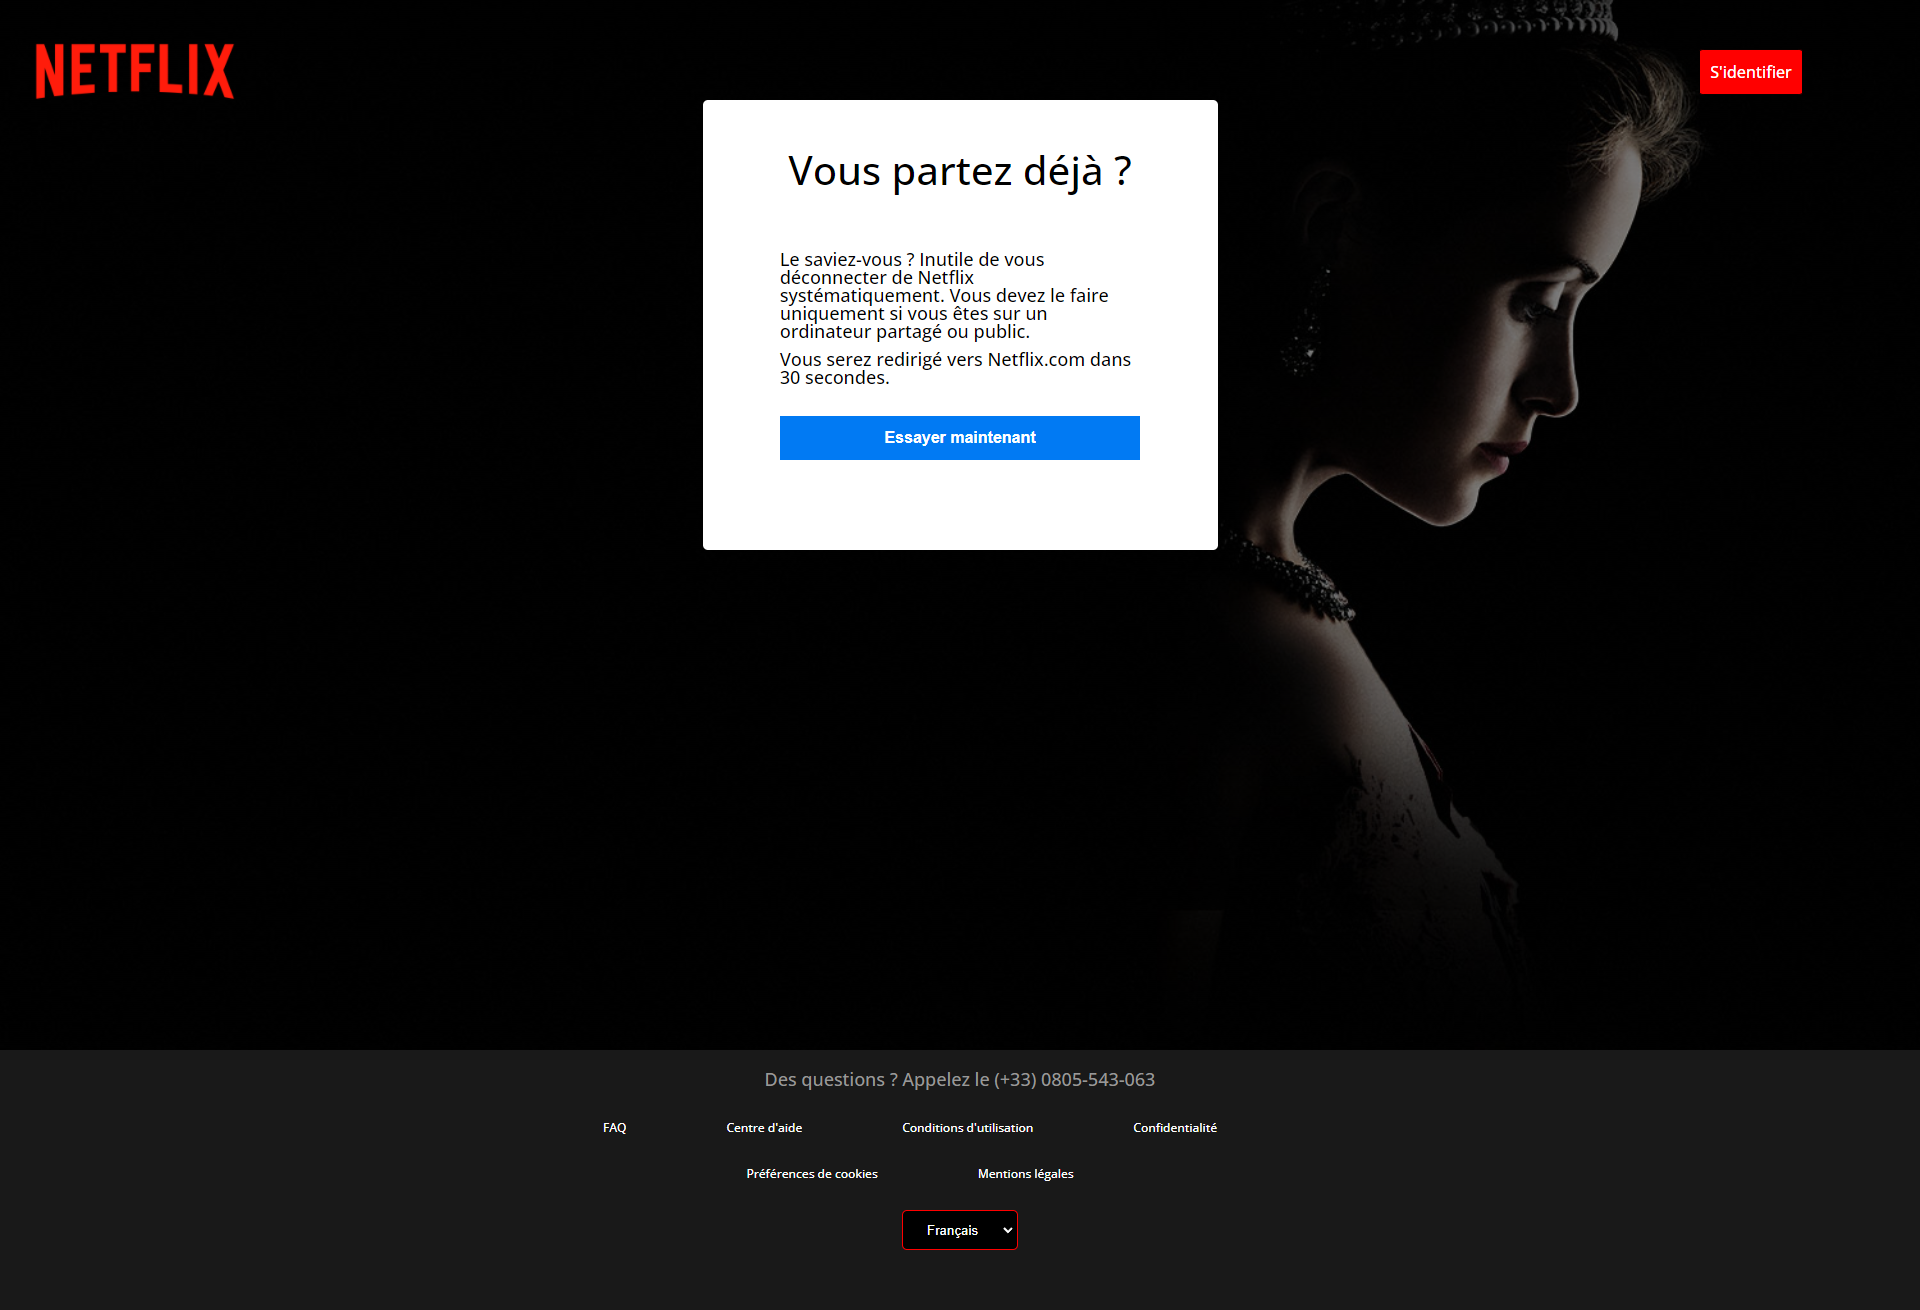 NETFLIX
S'identifier
Vous partez déjà ?
Le saviez-vous ? Inutile de vous
déconnecter de Netflix
systématiquement. Vous devez le faire
uniquement si vous êtes sur un
ordinateur partagé ou public.
Vous serez redirigé vers Netflix.com dans
30 secondes.
Essayer maintenant
Des questions ? Appelez le (+33) 0805-543-063
FAQ
Centre d'aide
Conditions d'utilisation
Confidentialité
Préférences de cookies
Mentions légales
Français